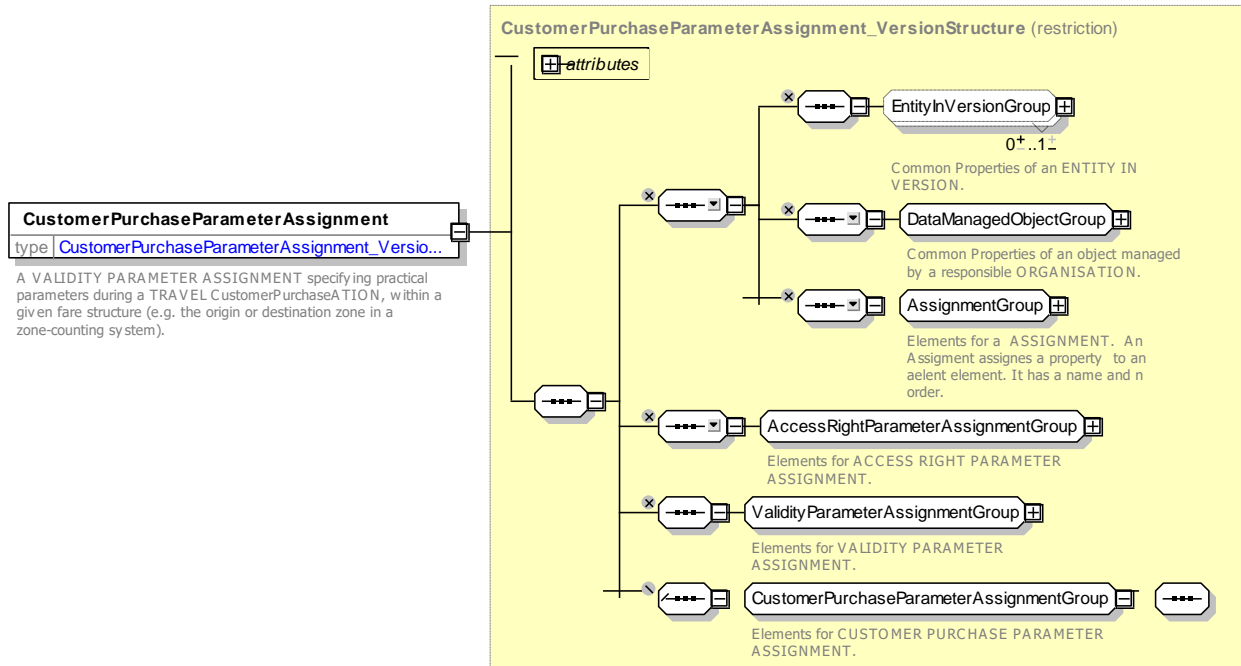 CustomerPurchaseParameterAssignment_VersionStructure (restriction)
attributes
EntityInVersionGroup
0..1
Common Properties of an ENTITY IN
VERSION.
CustomerPurchaseParameterAssignment
type CustomerPurchaseParameterAssignment_Versio...
A VALIDITY PARAMETER ASSIGNMENT specifying practical
parameters during a TRAVEL CustomerPurchaseATION, within a
given fare structure (e.g. the origin or destination zone in a
zone-counting system).
DataManagedObjectGroup
Common Properties of an object managed
by a responsible ORGANISATION.
AssignmentGroup
Elements for a ASSIGNMENT. An
Assigment assignes a property to an
aelent element. It has a name and n
order.
AccessRightParameterAssignmentGroup
Elements for ACCESS RIGHT PARAMETER
ASSIGNMENT.
ValidityParameterAssignmentGroup
Elements for VALIDITY PARAMETER
ASSIGNMENT.
CustomerPurchaseParameterAssignmentGroup
Elements for CUSTOMER PURCHASE PARAMETER
ASSIGNMENT.